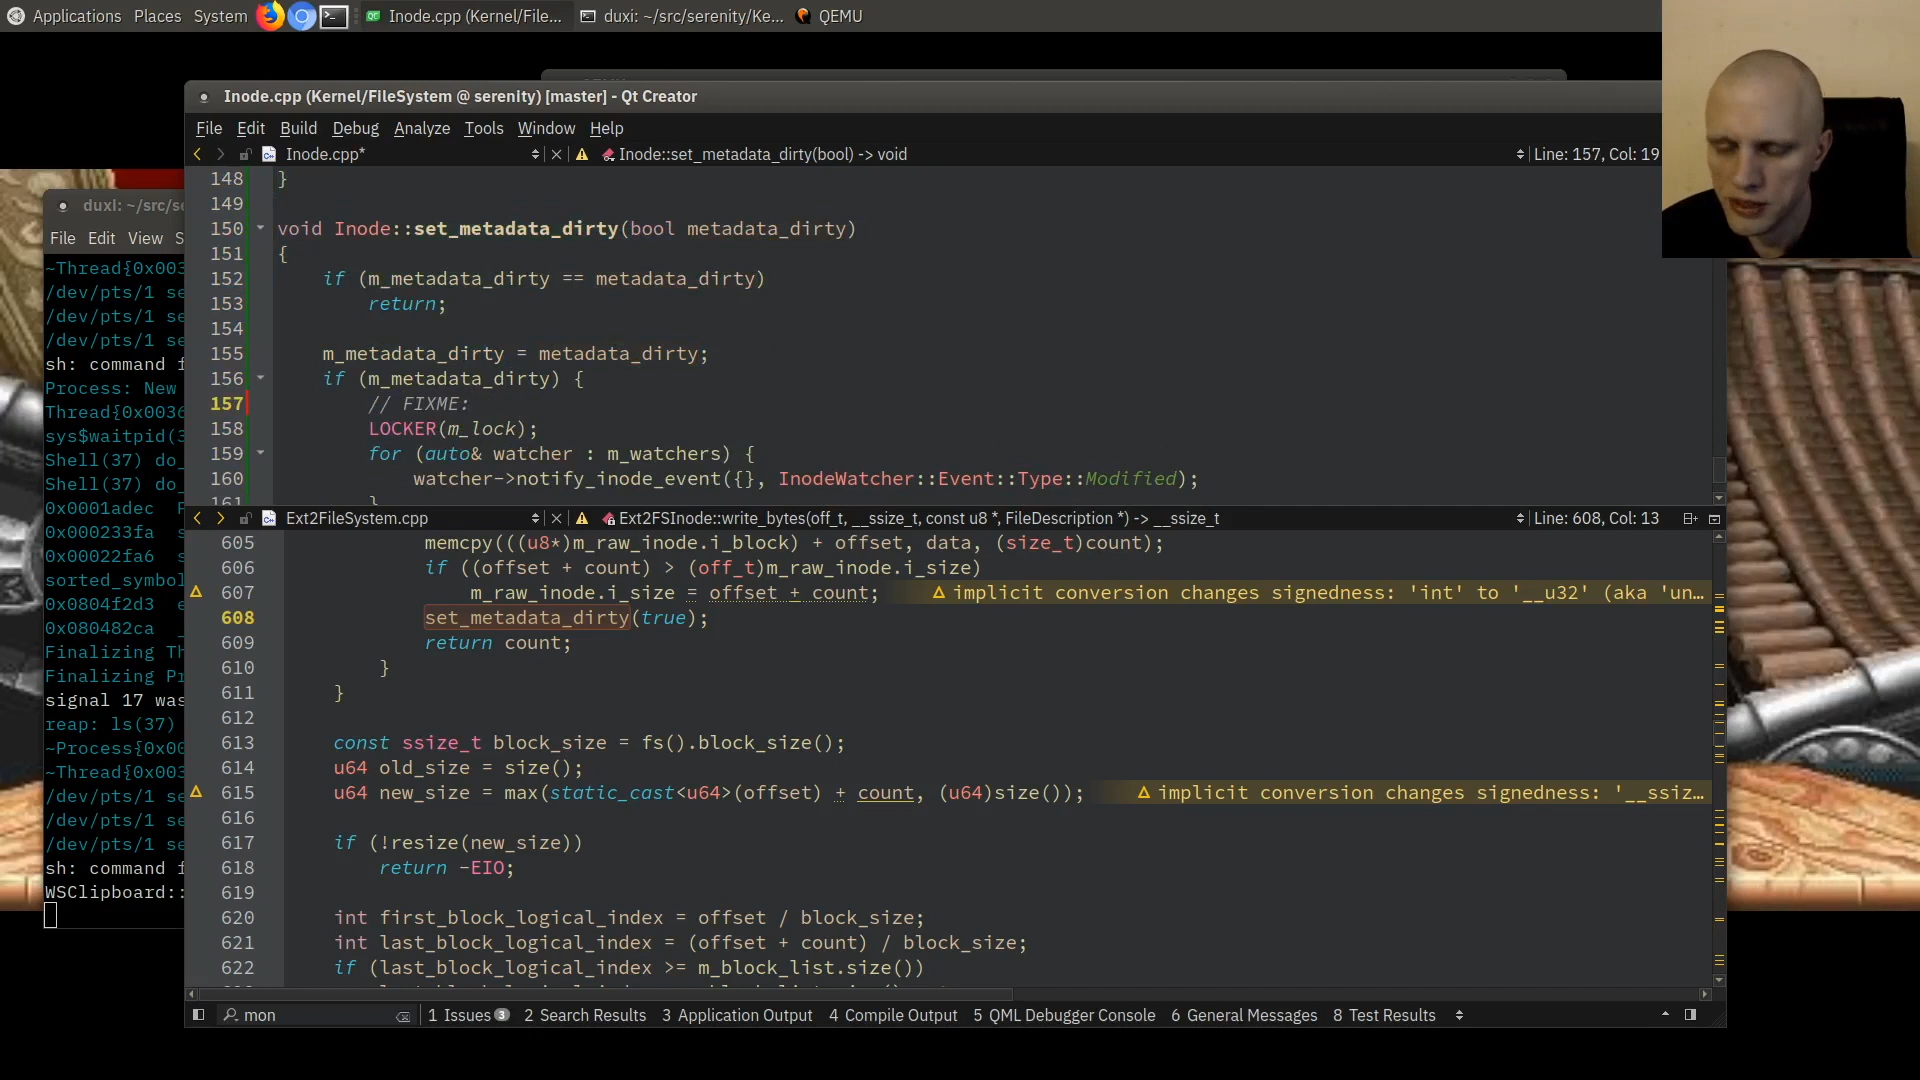 Applications Places System Inode.cpp (Kernel/File... duxi: ~/src/serenity/Ke... QEMU
Inode.cpp (Kernel/FileSystem @ serenity) [master] - Qt Creator
File Edit Build Debug Analyze Tools Window Help
Inode.cpp* Inode::set_metadata_dirty(bool) -> void Line: 157, Col: 19
148 }
149
150 void Inode::set_metadata_dirty(bool metadata_dirty)
151 {
152 if (m_metadata_dirty == metadata_dirty)
153 return;
154
155 m_metadata_dirty = metadata_dirty;
156 if (m_metadata_dirty) {
157 // FIXME:
158 LOCKER(m_lock);
159 for (auto& watcher : m_watchers) {
160 watcher->notify_inode_event({}, InodeWatcher::Event::Type::Modified);
161 }
Ext2FileSystem.cpp Ext2FSInode::write_bytes(off_t, __ssize_t, const u8 *, FileDescription *) -> __ssize_t Line: 608, Col: 13
605 memcpy(((u8*)m_raw_inode.i_block) + offset, data, (size_t)count);
606 if ((offset + count) > (off_t)m_raw_inode.i_size)
607 m_raw_inode.i_size = offset + count; implicit conversion changes signedness: 'int' to '__u32' (aka 'un...
608 set_metadata_dirty(true);
609 return count;
610 }
611 }
612
613 const ssize_t block_size = fs().block_size();
614 u64 old_size = size();
615 u64 new_size = max(static_cast<u64>(offset) + count, (u64)size()); implicit conversion changes signedness: '__ssiz...
616
617 if (!resize(new_size))
618 return -EIO;
619
620 int first_block_logical_index = offset / block_size;
621 int last_block_logical_index = (offset + count) / block_size;
622 if (last_block_logical_index >= m_block_list.size())
mon 1 Issues 3 2 Search Results 3 Application Output 4 Compile Output 5 QML Debugger Console 6 General Messages 8 Test Results
duxi: ~/src/se
File Edit View S
~Thread{0x003
/dev/pts/1 se
/dev/pts/1 se
/dev/pts/1 se
sh: command f
Process: New
Thread{0x0036
sys$waitpid(3
Shell(37) do_
Shell(37) do_
0x0001adec
0x000233fa s
0x00022fa6 s
sorted_symbol
0x0804f2d3 e
0x080482ca _
Finalizing Th
Finalizing Pr
signal 17 was
reap: ls(37)
~Process{0x00
~Thread{0x003
/dev/pts/1 se
/dev/pts/1 se
/dev/pts/1 se
sh: command f
WSClipboard::